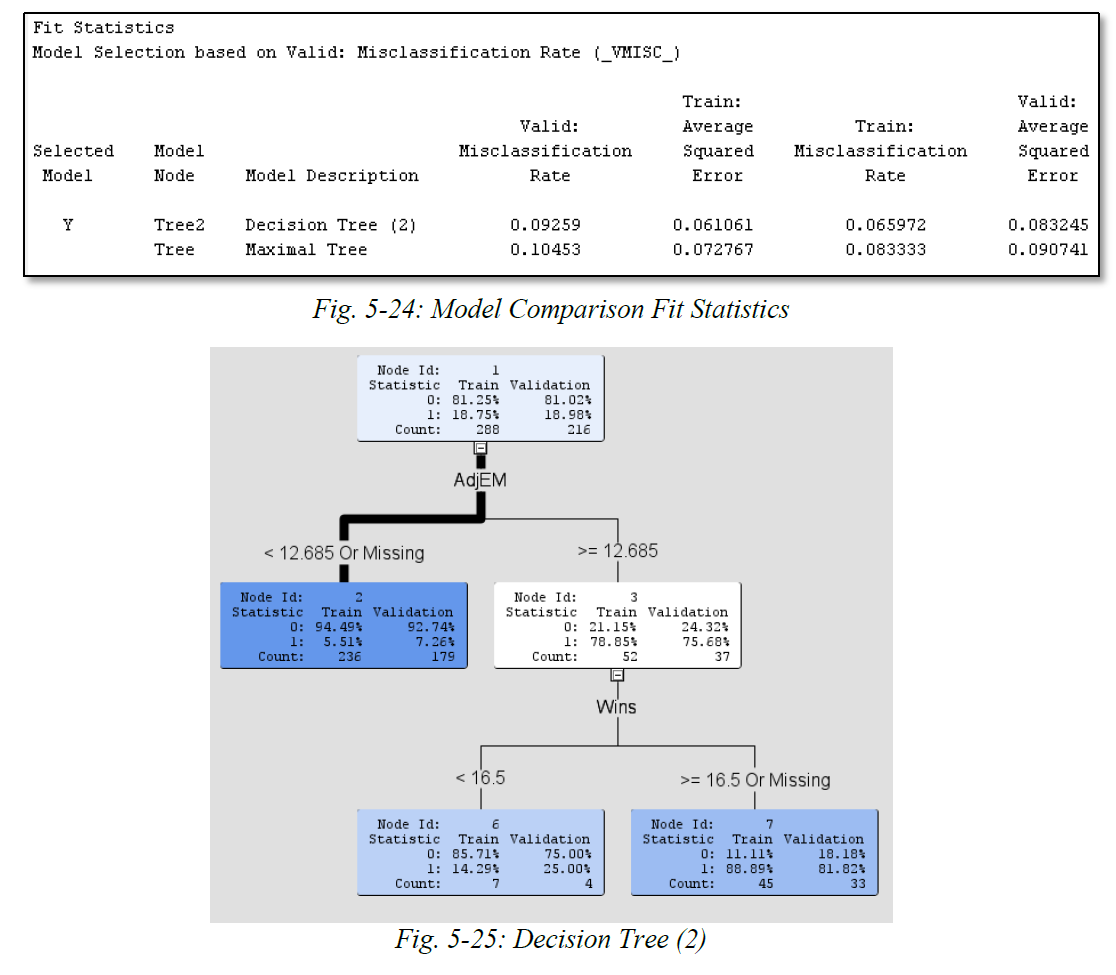 Fit Statistics
Model Selection based on Valid: Misclassification Rate (_VMISC_)
Train: Valid:
Valid: Average Train: Average
Selected Model Misclassification Squared Misclassification Squared
Model Node Model Description Rate Error Rate Error
Y Tree2 Decision Tree (2) 0.09259 0.061061 0.065972 0.083245
Tree Maximal Tree 0.10453 0.072767 0.083333 0.090741
Fig. 5-24: Model Comparison Fit Statistics
Node Id: 1
Statistic Train Validation
0: 81.25% 81.02%
1: 18.75% 18.98%
Count: 288 216
AdjEM
< 12.685 Or Missing
>= 12.685
Node Id: 2
Statistic Train Validation
0: 94.49% 92.74%
1: 5.51% 7.26%
Count: 236 179
Node Id: 3
Statistic Train Validation
0: 21.15% 24.32%
1: 78.85% 75.68%
Count: 52 37
Wins
< 16.5
>= 16.5 Or Missing
Node Id: 6
Statistic Train Validation
0: 85.71% 75.00%
1: 14.29% 25.00%
Count: 7 4
Node Id: 7
Statistic Train Validation
0: 11.11% 18.18%
1: 88.89% 81.82%
Count: 45 33
Fig. 5-25: Decision Tree (2)